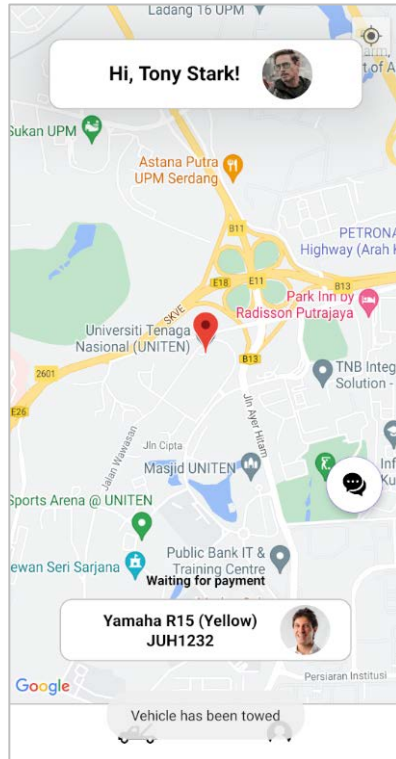 Ladang 16 UPM
Hi, Tony Stark!
Sukan UPM
Astana Putra
UPM Serdang
B11
PETRONA
Highway (Arah K
E18
E11
B13
SKVE
Park Inn by
Radisson Putrajaya
Universiti Tenaga
Nasional (UNITEN)
2601
B13
TNB Integ
Solution -
E26
Jln Ayer Hitam
Jln Cipta
Jalan Wawasan
Masjid UNITEN
Inf
Ku
Sports Arena @ UNITEN
Public Bank IT &
Training Centre
ewan Seri Sarjana
Waiting for payment
Yamaha R15 (Yellow)
JUH1232
Persiaran Institusi
Google
Vehicle has been towed